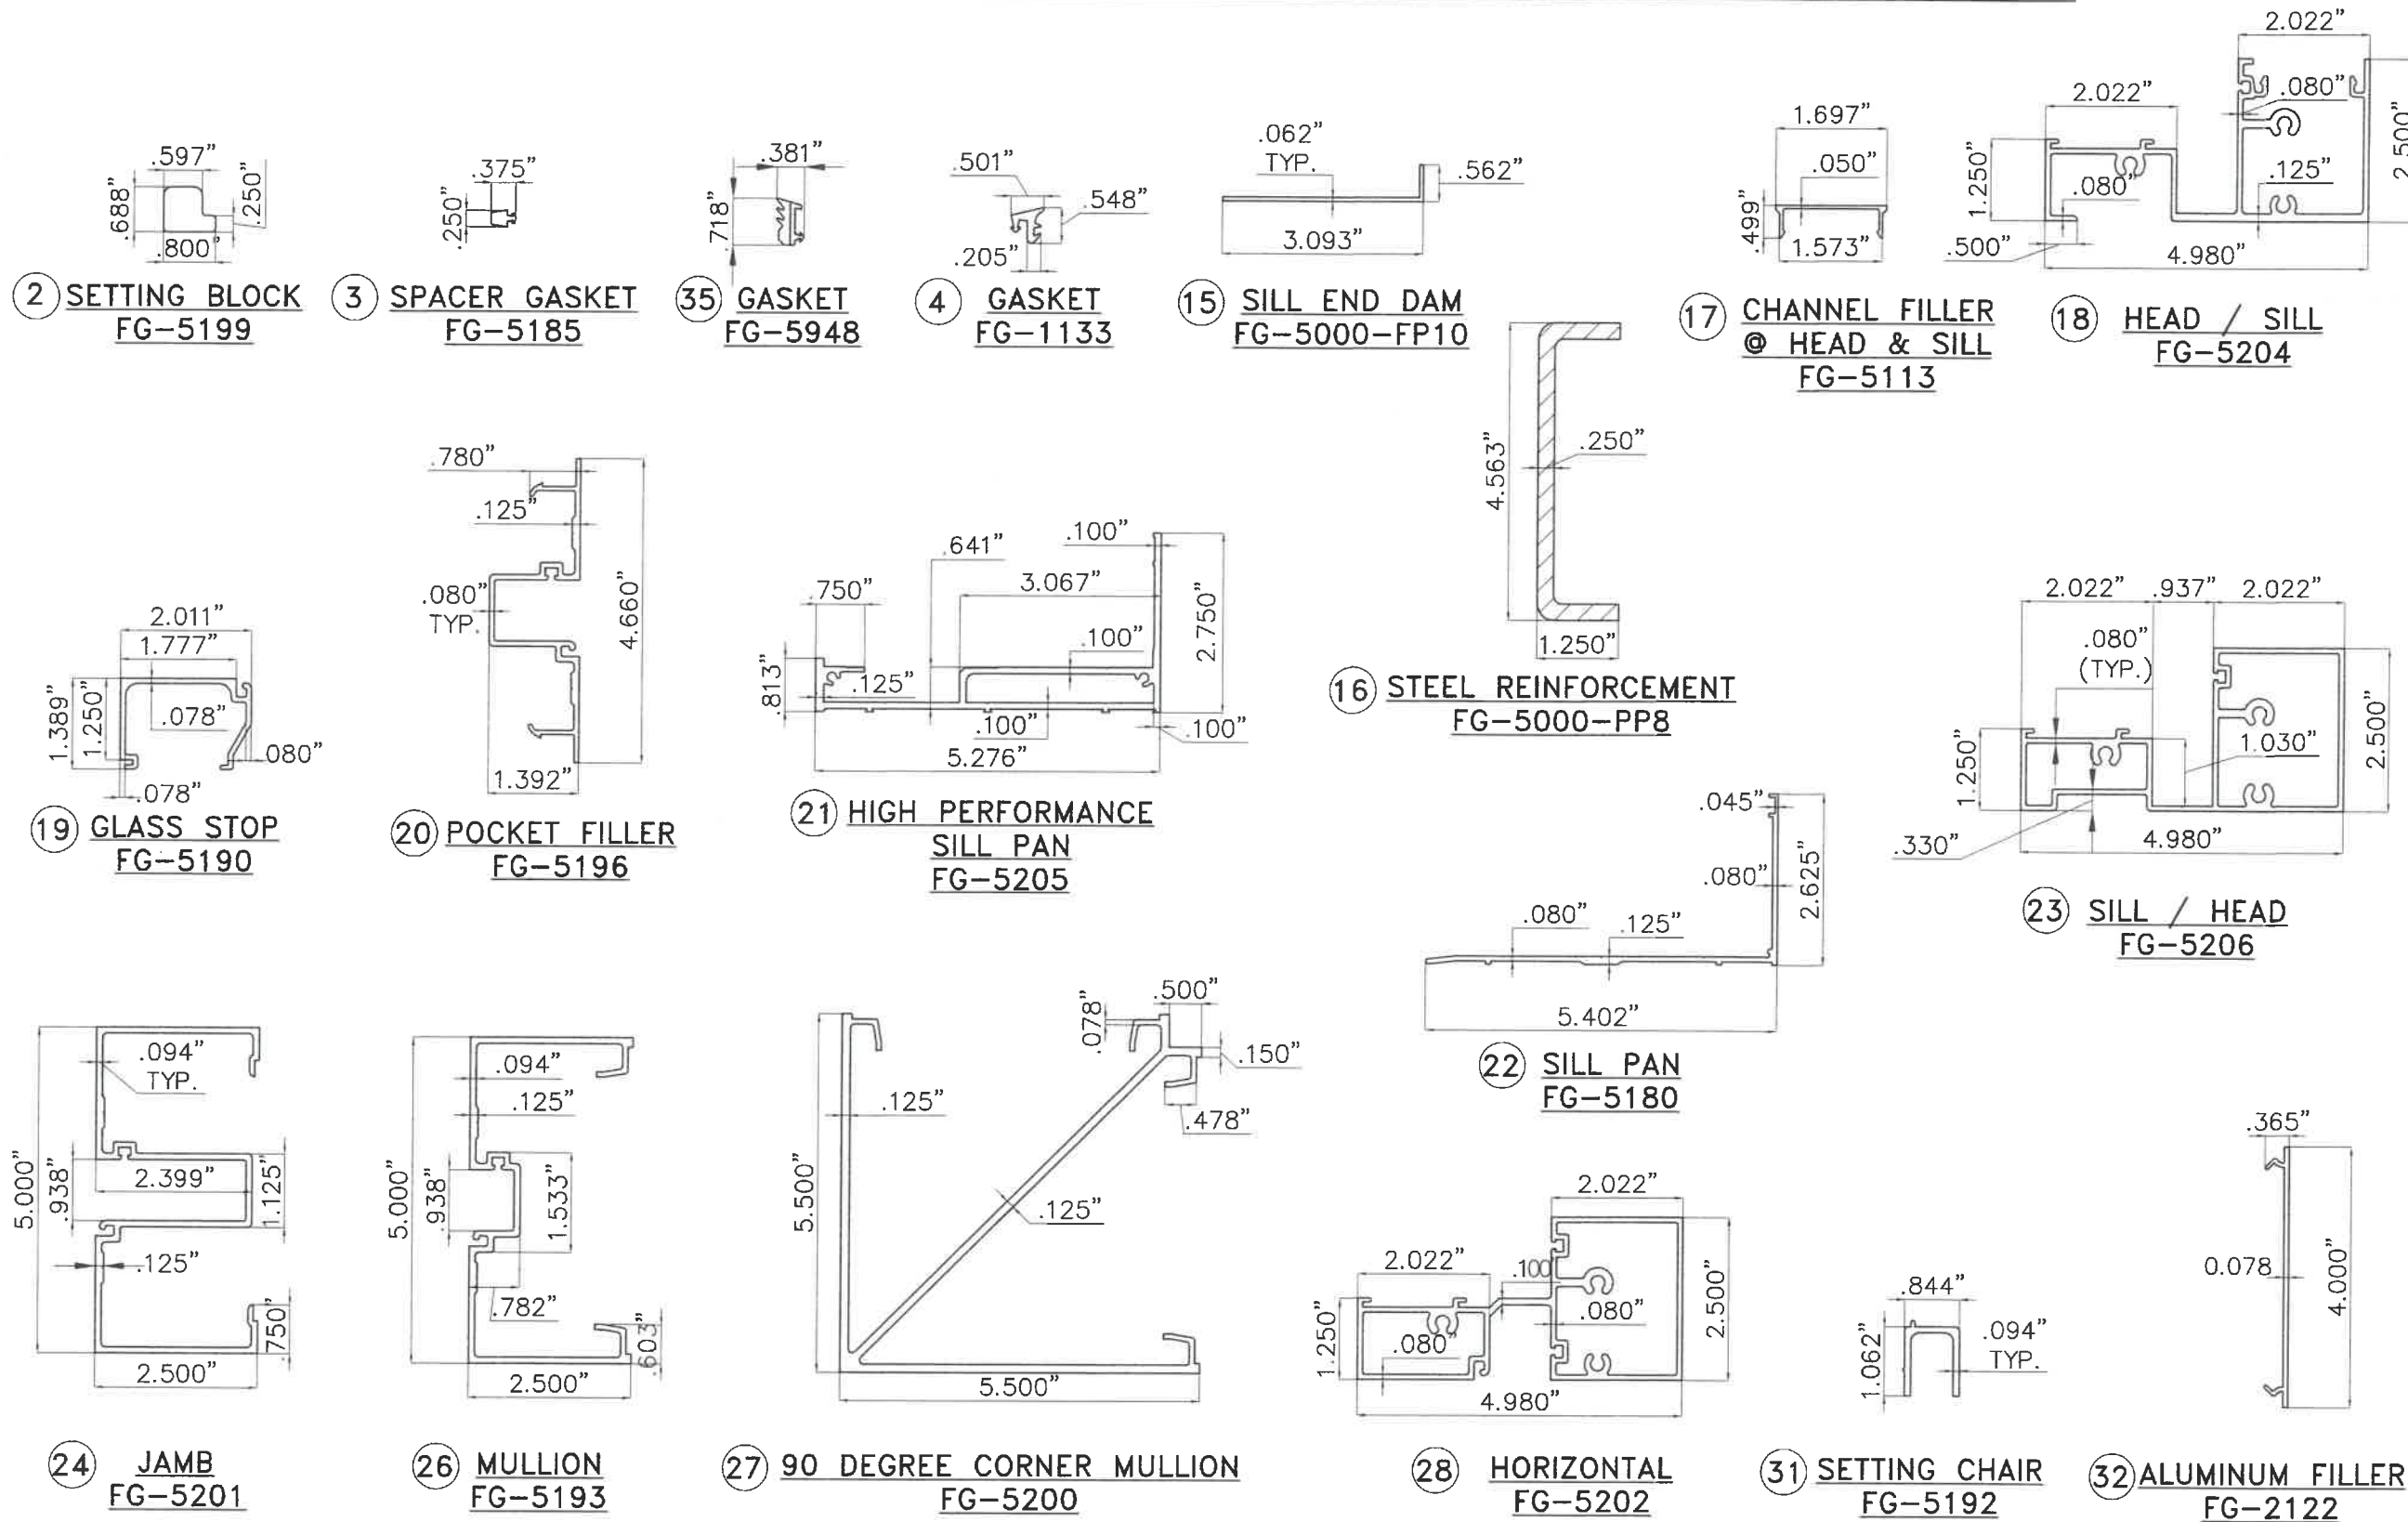 .597”
.688”
.250”
.800”
2 SETTING BLOCK
FG-5199
.375”
.250”
3 SPACER GASKET
FG-5185
.381”
.718”
35 GASKET
FG-5948
.501”
.548”
.205”
4 GASKET
FG-1133
.062”
TYP.
.562”
3.093”
15 SILL END DAM
FG-5000-FP10
4.563”
.250”
1.250”
16 STEEL REINFORCEMENT
FG-5000-PP8
1.697”
.050”
.499”
1.573”
17 CHANNEL FILLER
@ HEAD & SILL
FG-5113
2.022”
2.022”
.080”
2.500”
1.250”
.080”
.125”
.500”
4.980”
18 HEAD / SILL
FG-5204
2.011”
1.777”
1.389”
1.250”
.078”
.080”
.078”
19 GLASS STOP
FG-5190
.780”
.125”
.080”
TYP.
4.660”
1.392”
20 POCKET FILLER
FG-5196
.641”
.100”
.750”
3.067”
2.750”
.813”
.125”
.100”
.100”
.100”
5.276”
21 HIGH PERFORMANCE
SILL PAN
FG-5205
.045”
2.625”
.080”
.080”
.125”
5.402”
22 SILL PAN
FG-5180
2.022”
.937”
2.022”
.080”
(TYP.)
1.250”
1.030”
2.500”
.330”
4.980”
23 SILL / HEAD
FG-5206
.094”
TYP.
5.000”
.938”
2.399”
1.125”
.125”
.750”
2.500”
24 JAMB
FG-5201
.094”
.125”
5.000”
.938”
1.533”
.782”
.603”
2.500”
26 MULLION
FG-5193
.500”
.078”
.150”
.125”
.478”
5.500”
.125”
5.500”
27 90 DEGREE CORNER MULLION
FG-5200
2.022”
2.022”
.100
1.250”
.080”
.080”
2.500”
4.980”
28 HORIZONTAL
FG-5202
.844”
1.062”
.094”
TYP.
31 SETTING CHAIR
FG-5192
.365”
0.078
4.000”
32 ALUMINUM FILLER
FG-2122